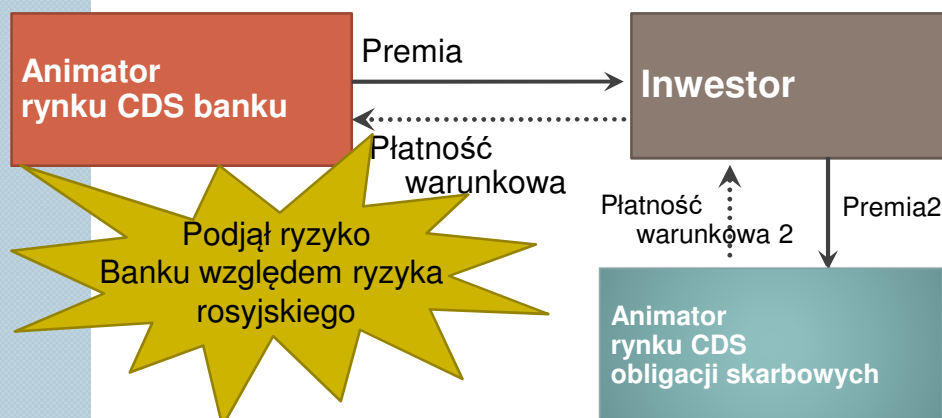 Animator
rynku CDS banku
Premia
Inwestor
Płatność
warunkowa
Podjął ryzyko
Banku względem ryzyka
rosyjskiego
Płatność
warunkowa 2
Premia2
Animator
rynku CDS
obligacji skarbowych